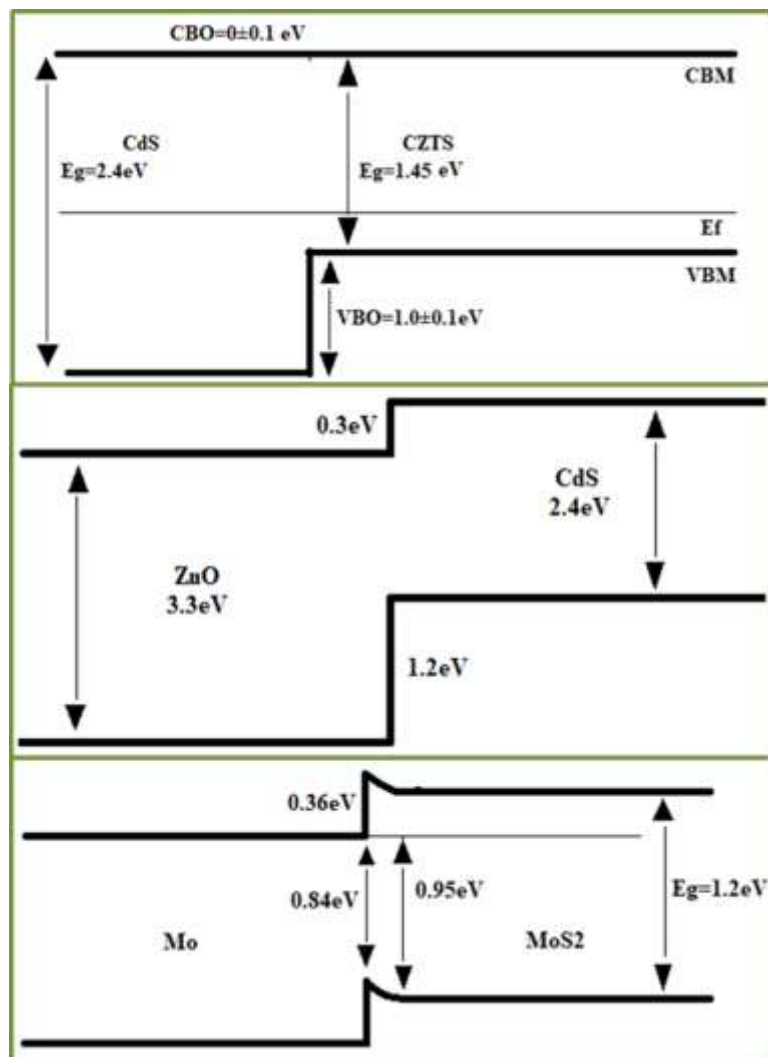 CBO=0±0.1 eV
CBM
CdS
Eg=2.4eV
CZTS
Eg=1.45 eV
Ef
VBM
VBO=1.0±0.1eV
0.3eV
CdS
2.4eV
ZnO
3.3eV
1.2eV
0.36eV
0.84eV
0.95eV
Eg=1.2eV
Mo
MoS2